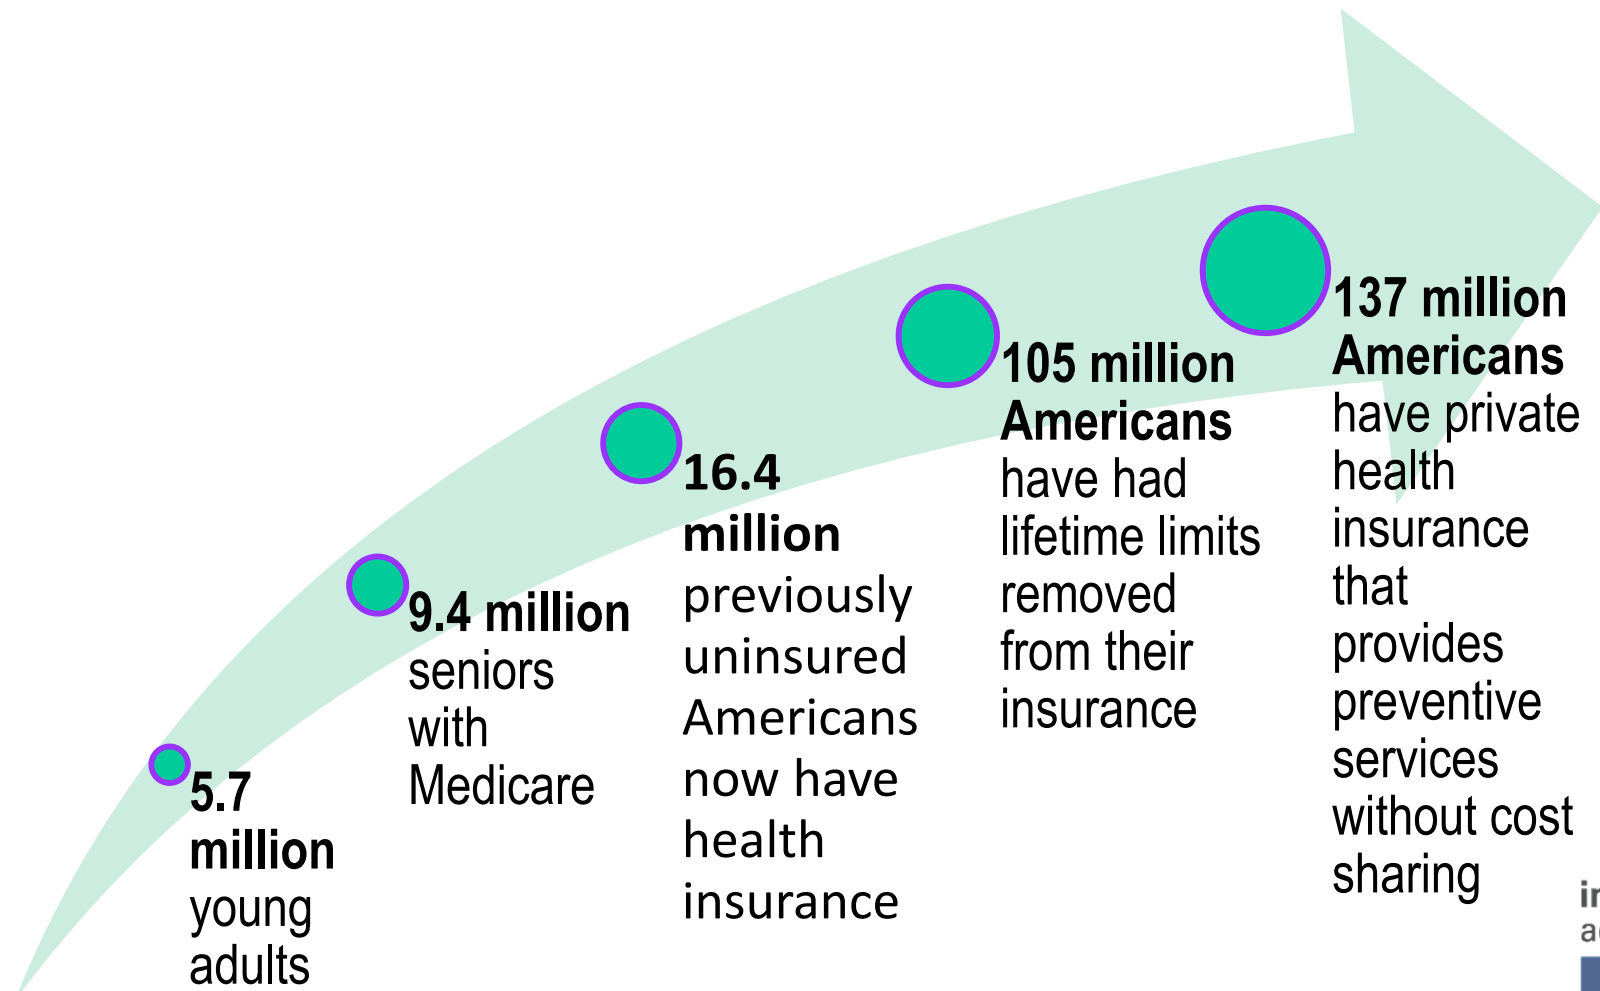 5.7
million
young
adults
9.4 million
seniors
with
Medicare
16.4
million
previously
uninsured
Americans
now have
health
insurance
105 million
Americans
have had
lifetime limits
removed
from their
insurance
137 million
Americans
have private
health
insurance
that
provides
preventive
services
without cost
sharing